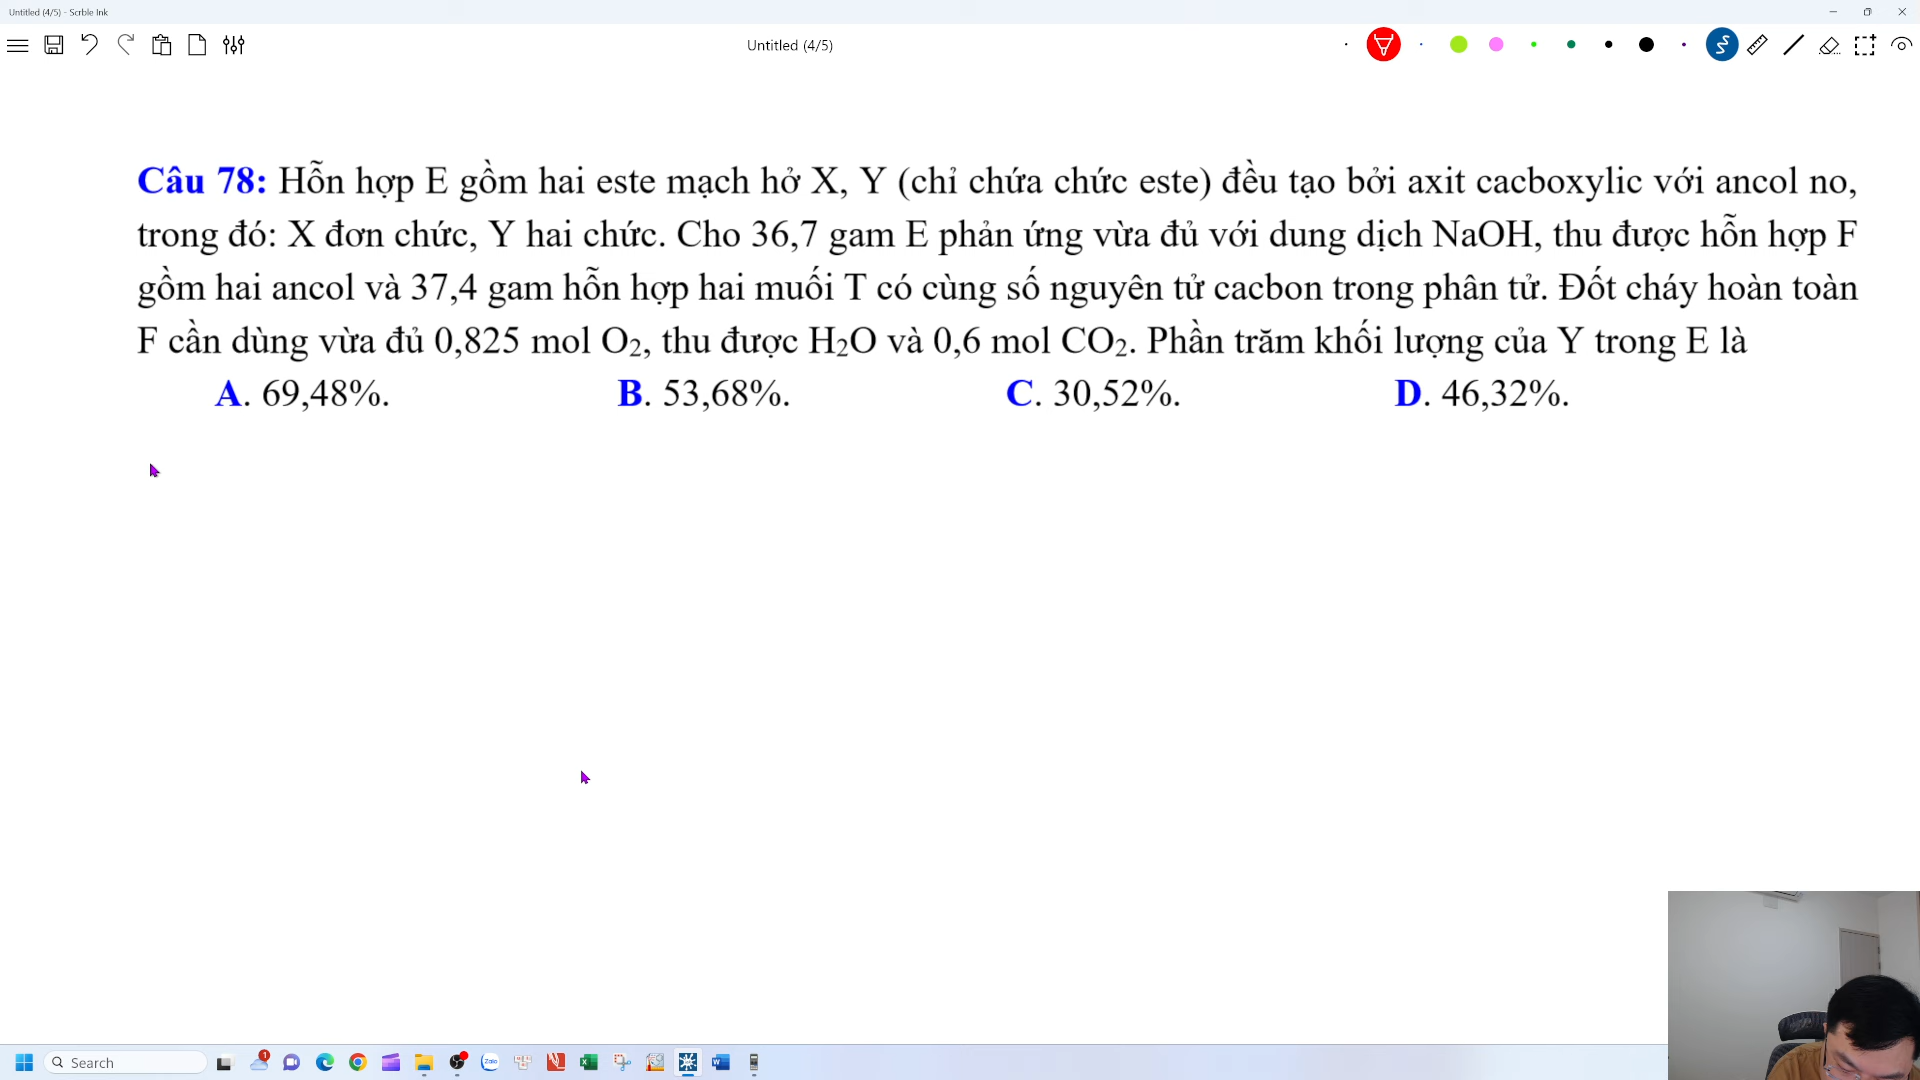 Untitled (4/5) - Scrble Ink
Untitled (4/5)
Câu 78: Hỗn hợp E gồm hai este mạch hở X, Y (chỉ chứa chức este) đều tạo bởi axit cacboxylic với ancol no,
trong đó: X đơn chức, Y hai chức. Cho 36,7 gam E phản ứng vừa đủ với dung dịch NaOH, thu được hỗn hợp F
gồm hai ancol và 37,4 gam hỗn hợp hai muối T có cùng số nguyên tử cacbon trong phân tử. Đốt cháy hoàn toàn
F cần dùng vừa đủ 0,825 mol O₂, thu được H₂O và 0,6 mol CO₂. Phần trăm khối lượng của Y trong E là
A. 69,48%. B. 53,68%. C. 30,52%. D. 46,32%.
Search 1 Zalo